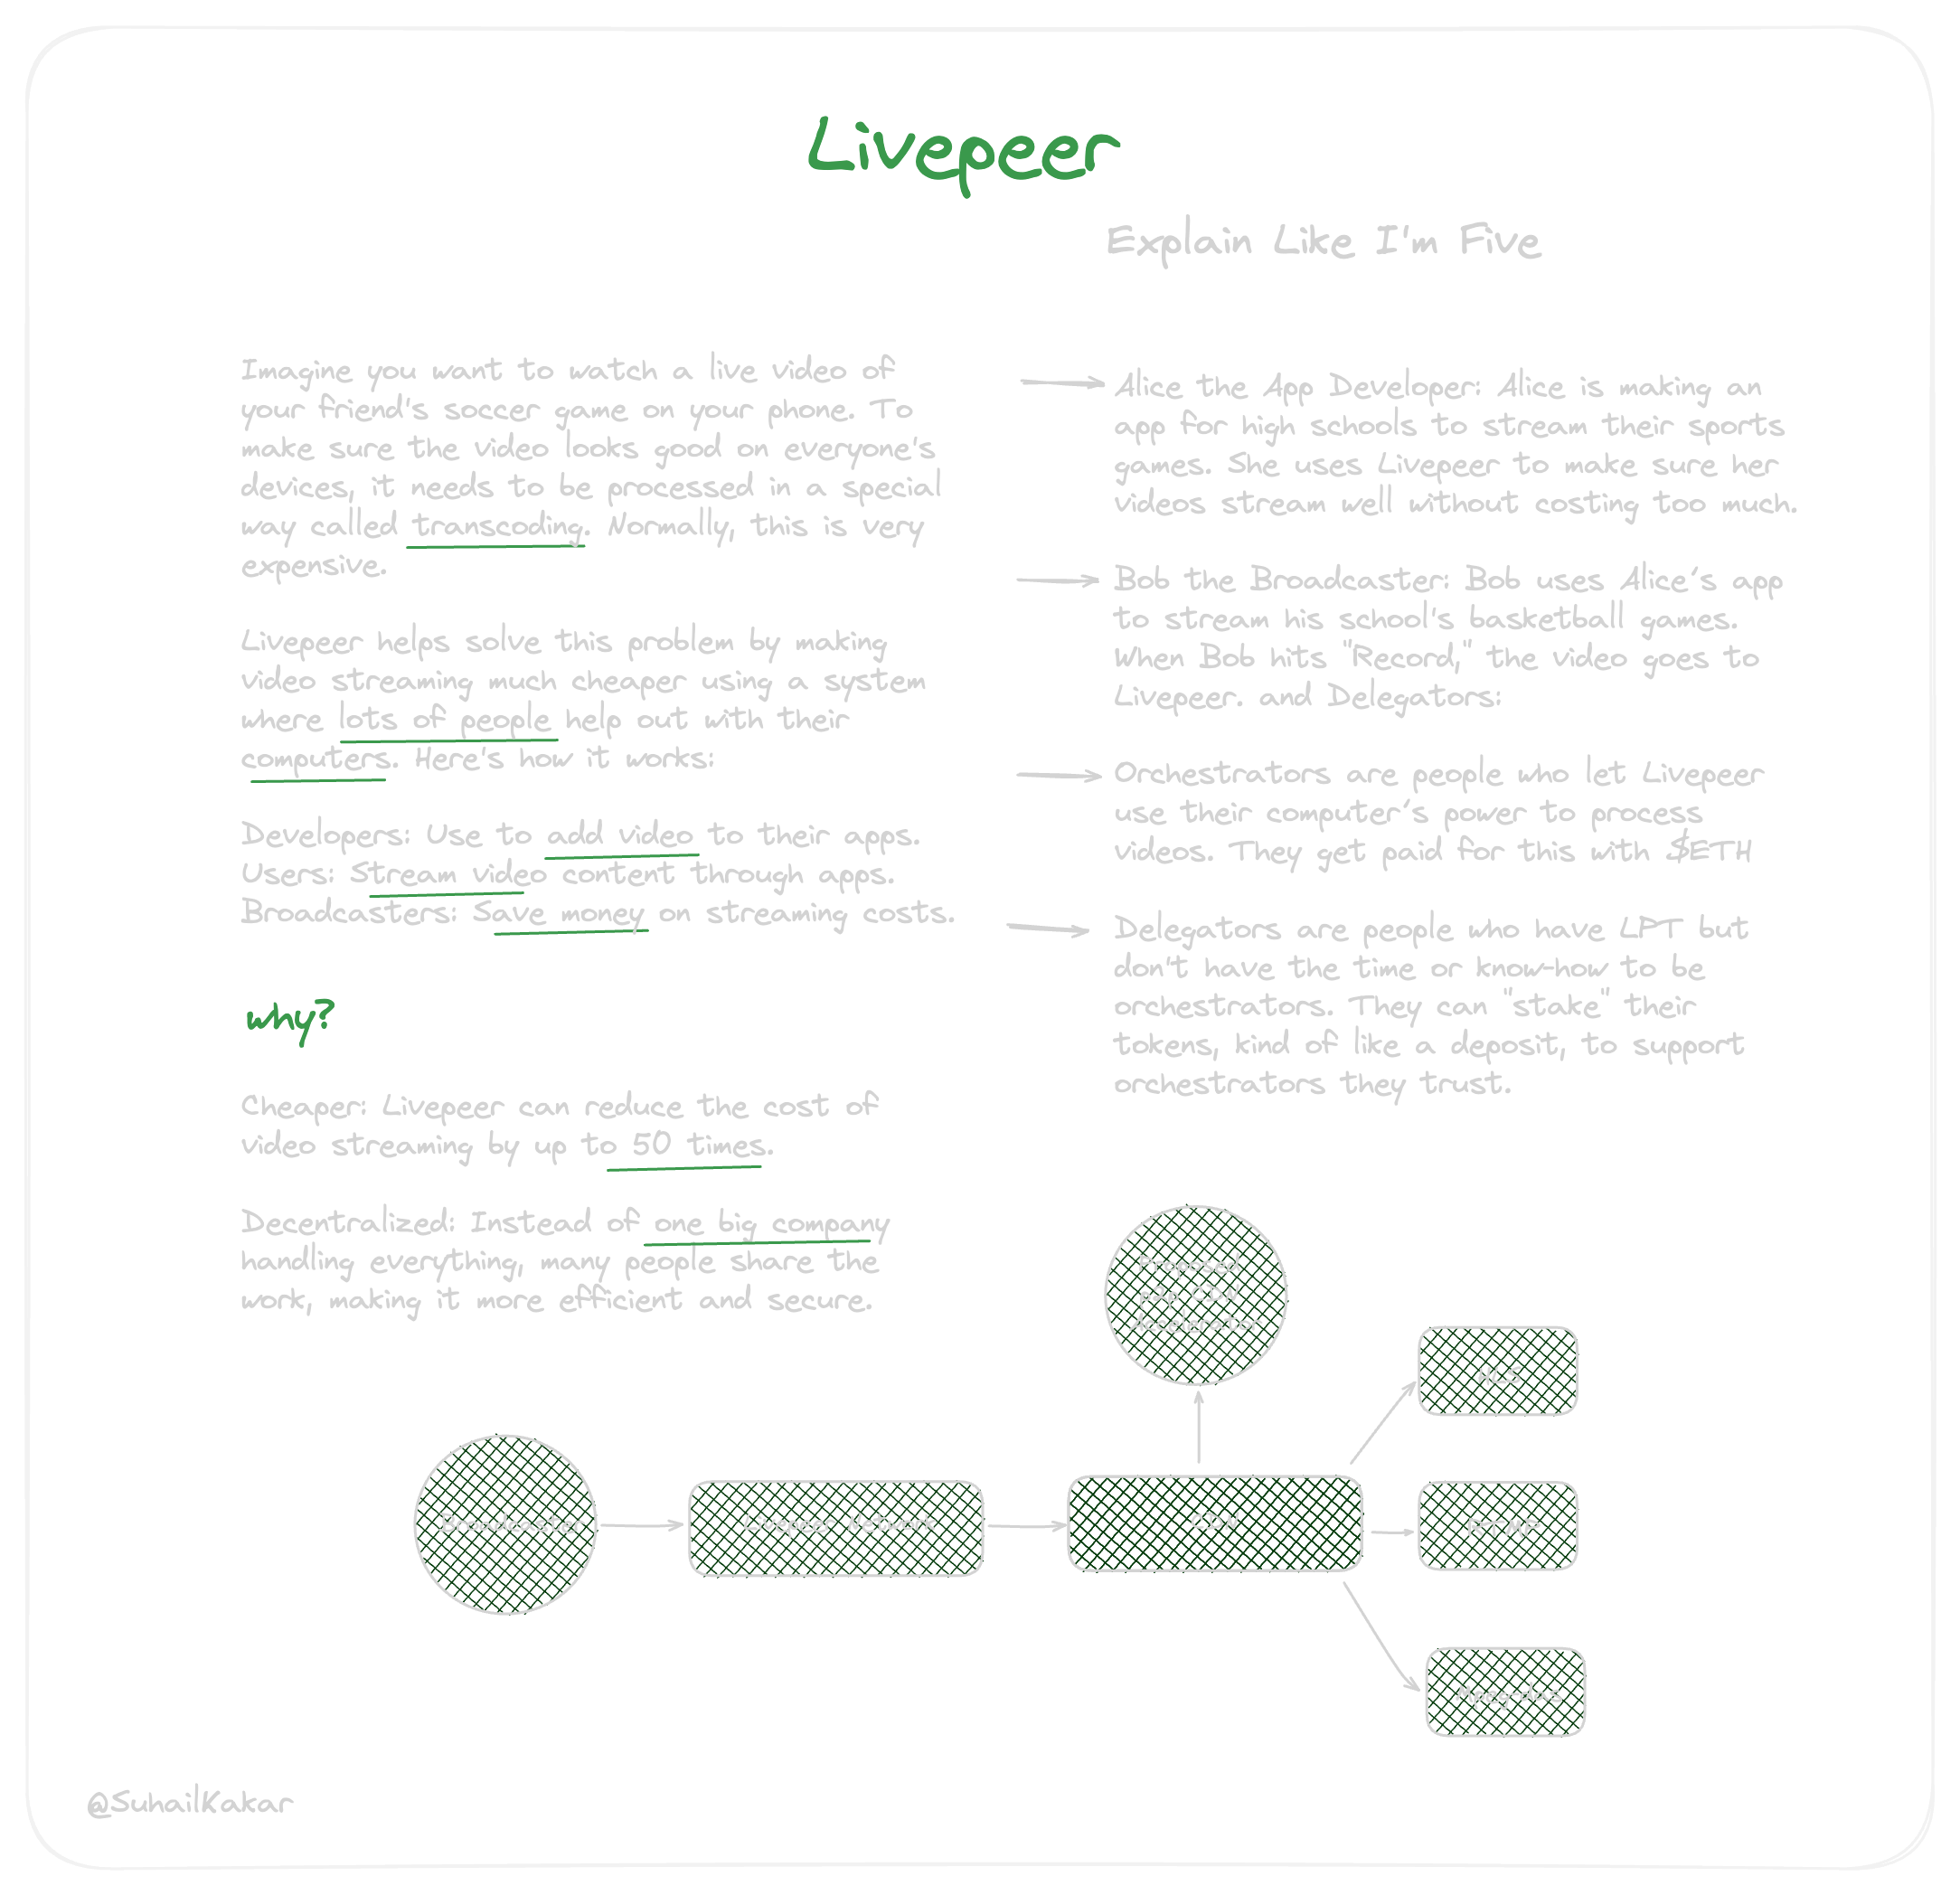 Livepeer
Explain Like I'm Five
Imagine you want to watch a live video of
your friend's soccer game on your phone. To
make sure the video looks good on everyone's
devices, it needs to be processed in a special
way called transcoding. Normally, this is very
expensive.
Livepeer helps solve this problem by making
video streaming much cheaper using a system
where lots of people help out with their
computers. Here's how it works:
Developers: Use to add video to their apps.
Users: Stream video content through apps.
Broadcasters: Save money on streaming costs.
why?
Cheaper: Livepeer can reduce the cost of
video streaming by up to 50 times.
Decentralized: Instead of one big company
handling everything, many people share the
work, making it more efficient and secure.
Alice the App Developer: Alice is making an
app for high schools to stream their sports
games. She uses Livepeer to make sure her
videos stream well without costing too much.
Bob the Broadcaster: Bob uses Alice's app
to stream his school's basketball games.
When Bob hits "Record," the video goes to
Livepeer. and Delegators:
Orchestrators are people who let Livepeer
use their computer's power to process
videos. They get paid for this with $ETH
Delegators are people who have LPT but
don't have the time or know-how to be
orchestrators. They can "stake" their
tokens, kind of like a deposit, to support
orchestrators they trust.
Proposed
p2p CDN
Accelerator
Broadcaster
Livepeer Network
CDN
HLS
RTMP
@SuhailKakar